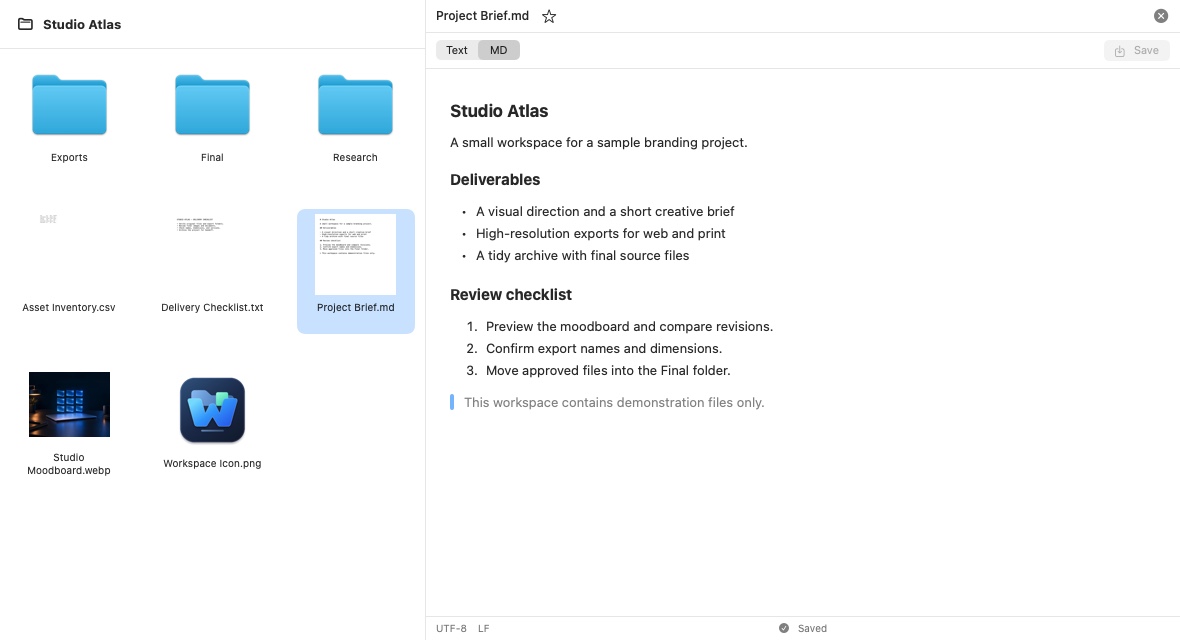 Studio Atlas
Exports
Final
Research
Asset Inventory.csv
Delivery Checklist.txt
Project Brief.md
Studio
Moodboard.webp
Workspace Icon.png
Project Brief.md
Text MD
Save
Studio Atlas
A small workspace for a sample branding project.
Deliverables
• A visual direction and a short creative brief
• High-resolution exports for web and print
• A tidy archive with final source files
Review checklist
1. Preview the moodboard and compare revisions.
2. Confirm export names and dimensions.
3. Move approved files into the Final folder.
This workspace contains demonstration files only.
UTF-8 LF
Saved